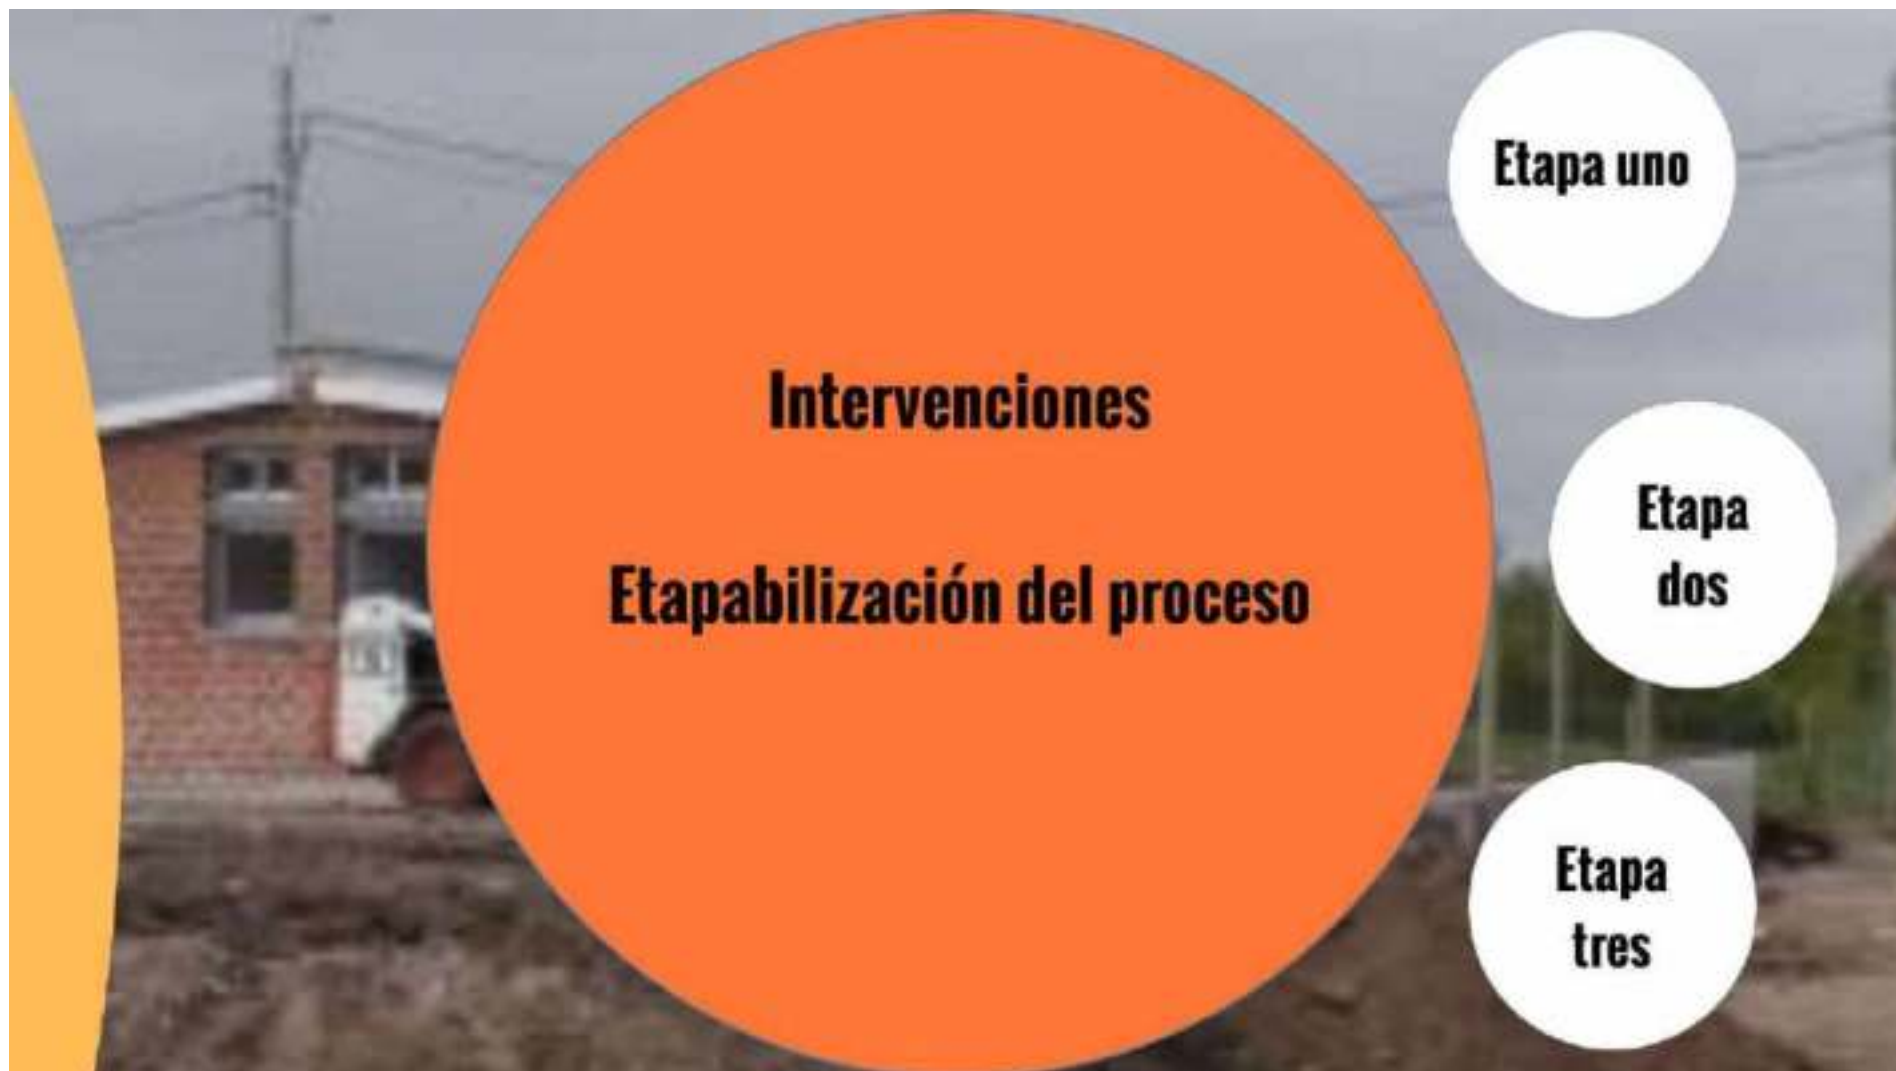 Intervenciones
Etapabilización del proceso
Etapa uno
Etapa
dos
Etapa
tres